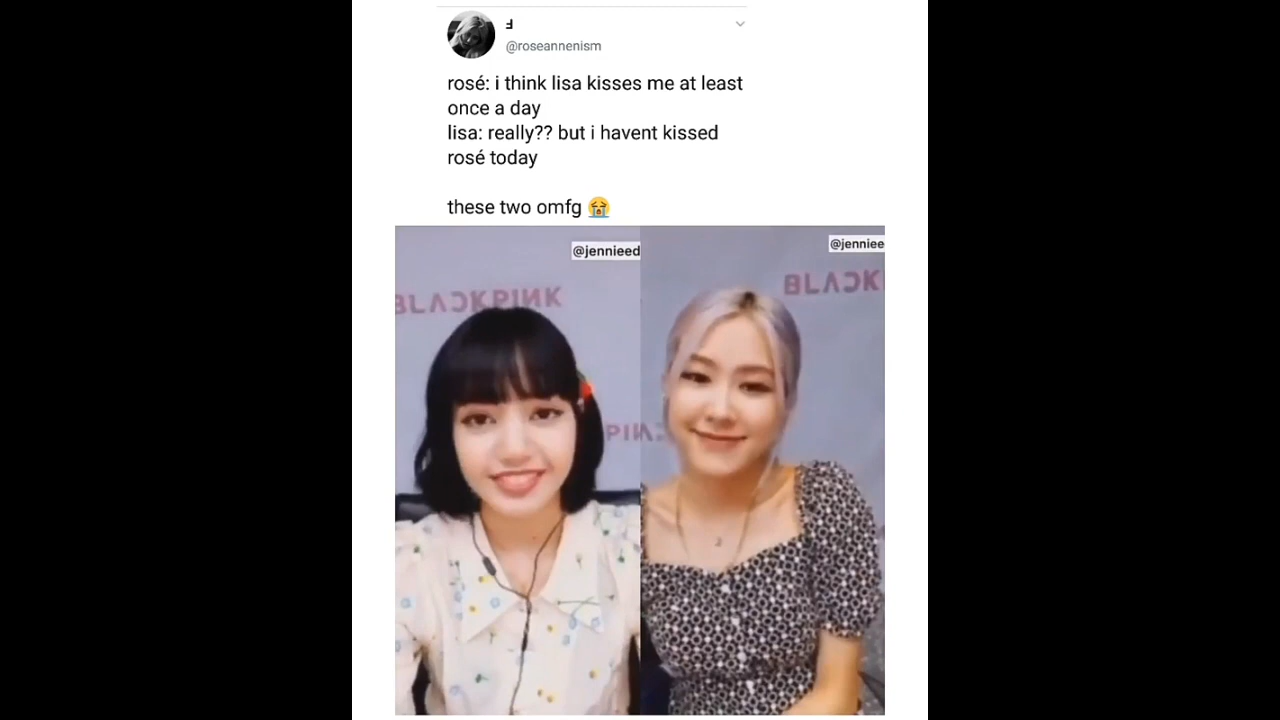 Ⅎ
@roseannenism
rosé: i think lisa kisses me at least
once a day
lisa: really?? but i havent kissed
rosé today
these two omfg 😭
@jennieed
@jenniee
BLACKPINK
BLACK
PINK